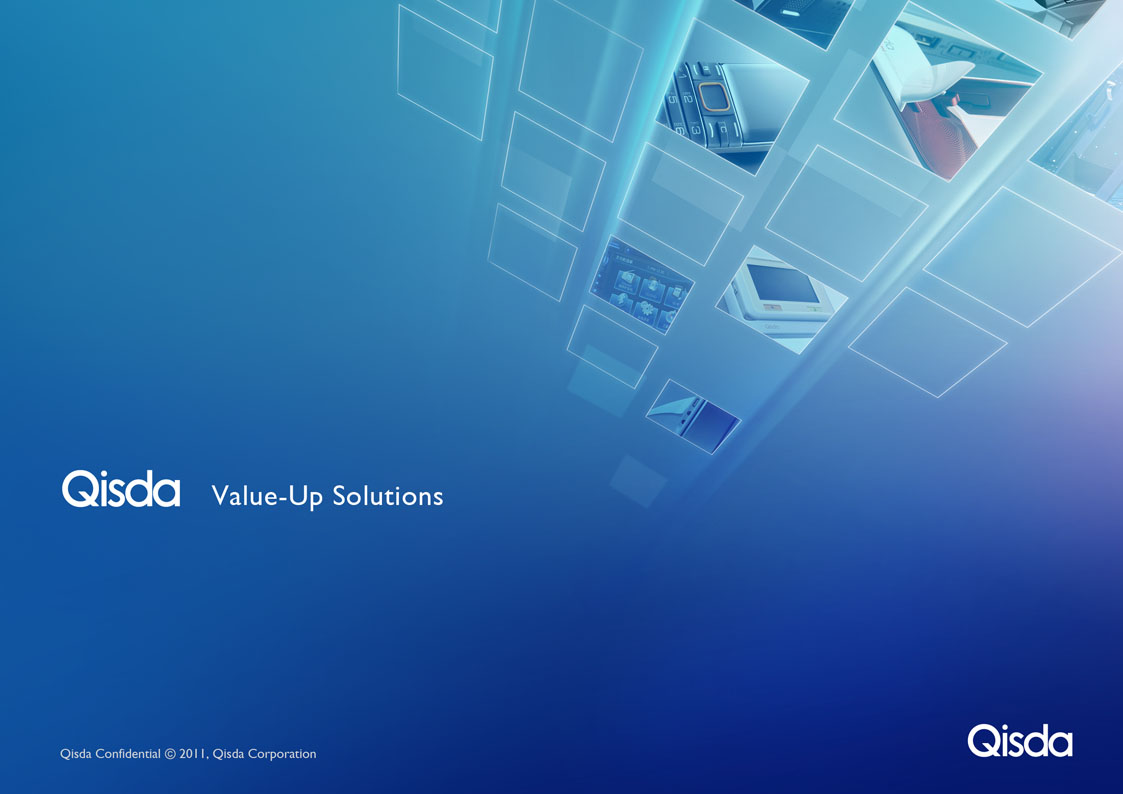 Qisda Value-Up Solutions
Qisda Confidential © 2011, Qisda Corporation
Qisda